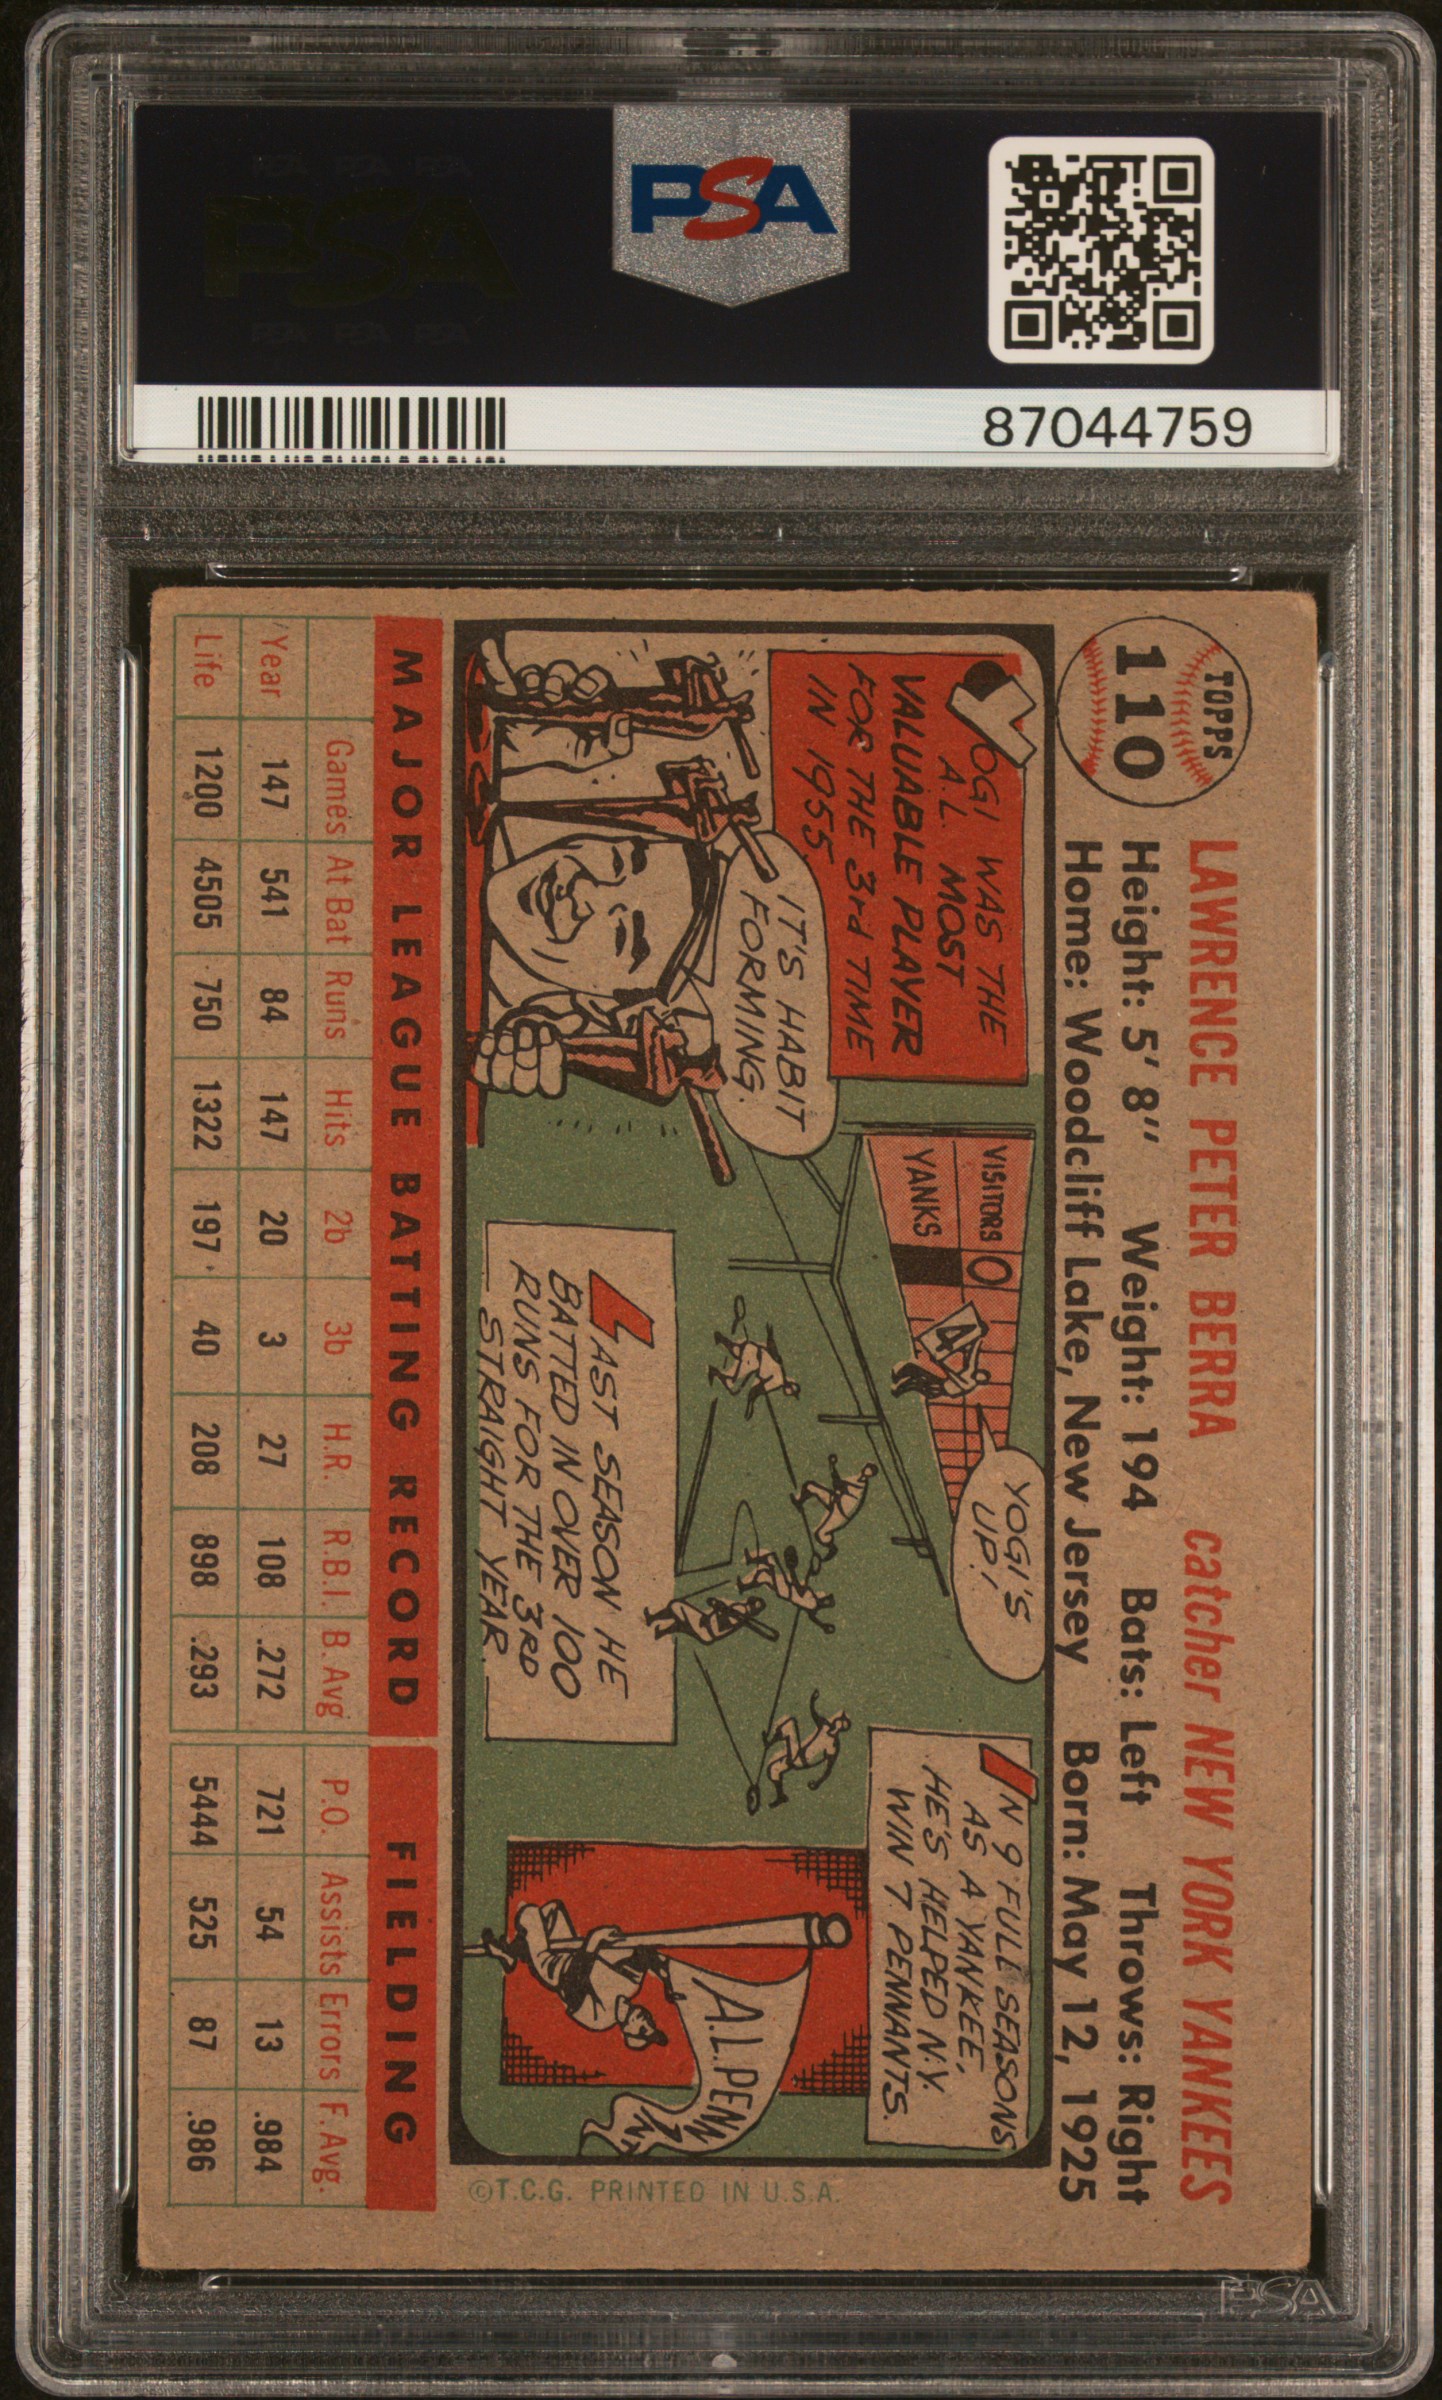 PSA
87044759
TOPPS
110
LAWRENCE PETER BERRA catcher NEW YORK YANKEES
Height: 5' 8" Weight: 194 Bats: Left Throws: Right
Home: Woodcliff Lake, New Jersey Born: May 12, 1925
YOGI WAS THE
A.L. MOST
VALUABLE PLAYER
FOR THE 3rd TIME
IN 1955.
IT'S HABIT
FORMING.
VISITORS 0
YANKS
4
YOGI'S
UP!
LAST SEASON HE
BATTED IN OVER 100
RUNS FOR THE 3RD
STRAIGHT YEAR.
IN 9 FULL SEASONS
AS A YANKEE,
HE'S HELPED N.Y.
WIN 7 PENNANTS.
A.L. PENN
ANT
©T.C.G. PRINTED IN U.S.A.
MAJOR LEAGUE BATTING RECORD FIELDING
Games At Bat Runs Hits 2b 3b H.R. R.B.I. B. Avg P.O. Assists Errors F. Avg.
Year 147 541 84 147 20 3 27 108 .272 721 54 13 .984
Life 1200 4505 750 1322 197 40 208 898 .293 5444 525 87 .986
PSA